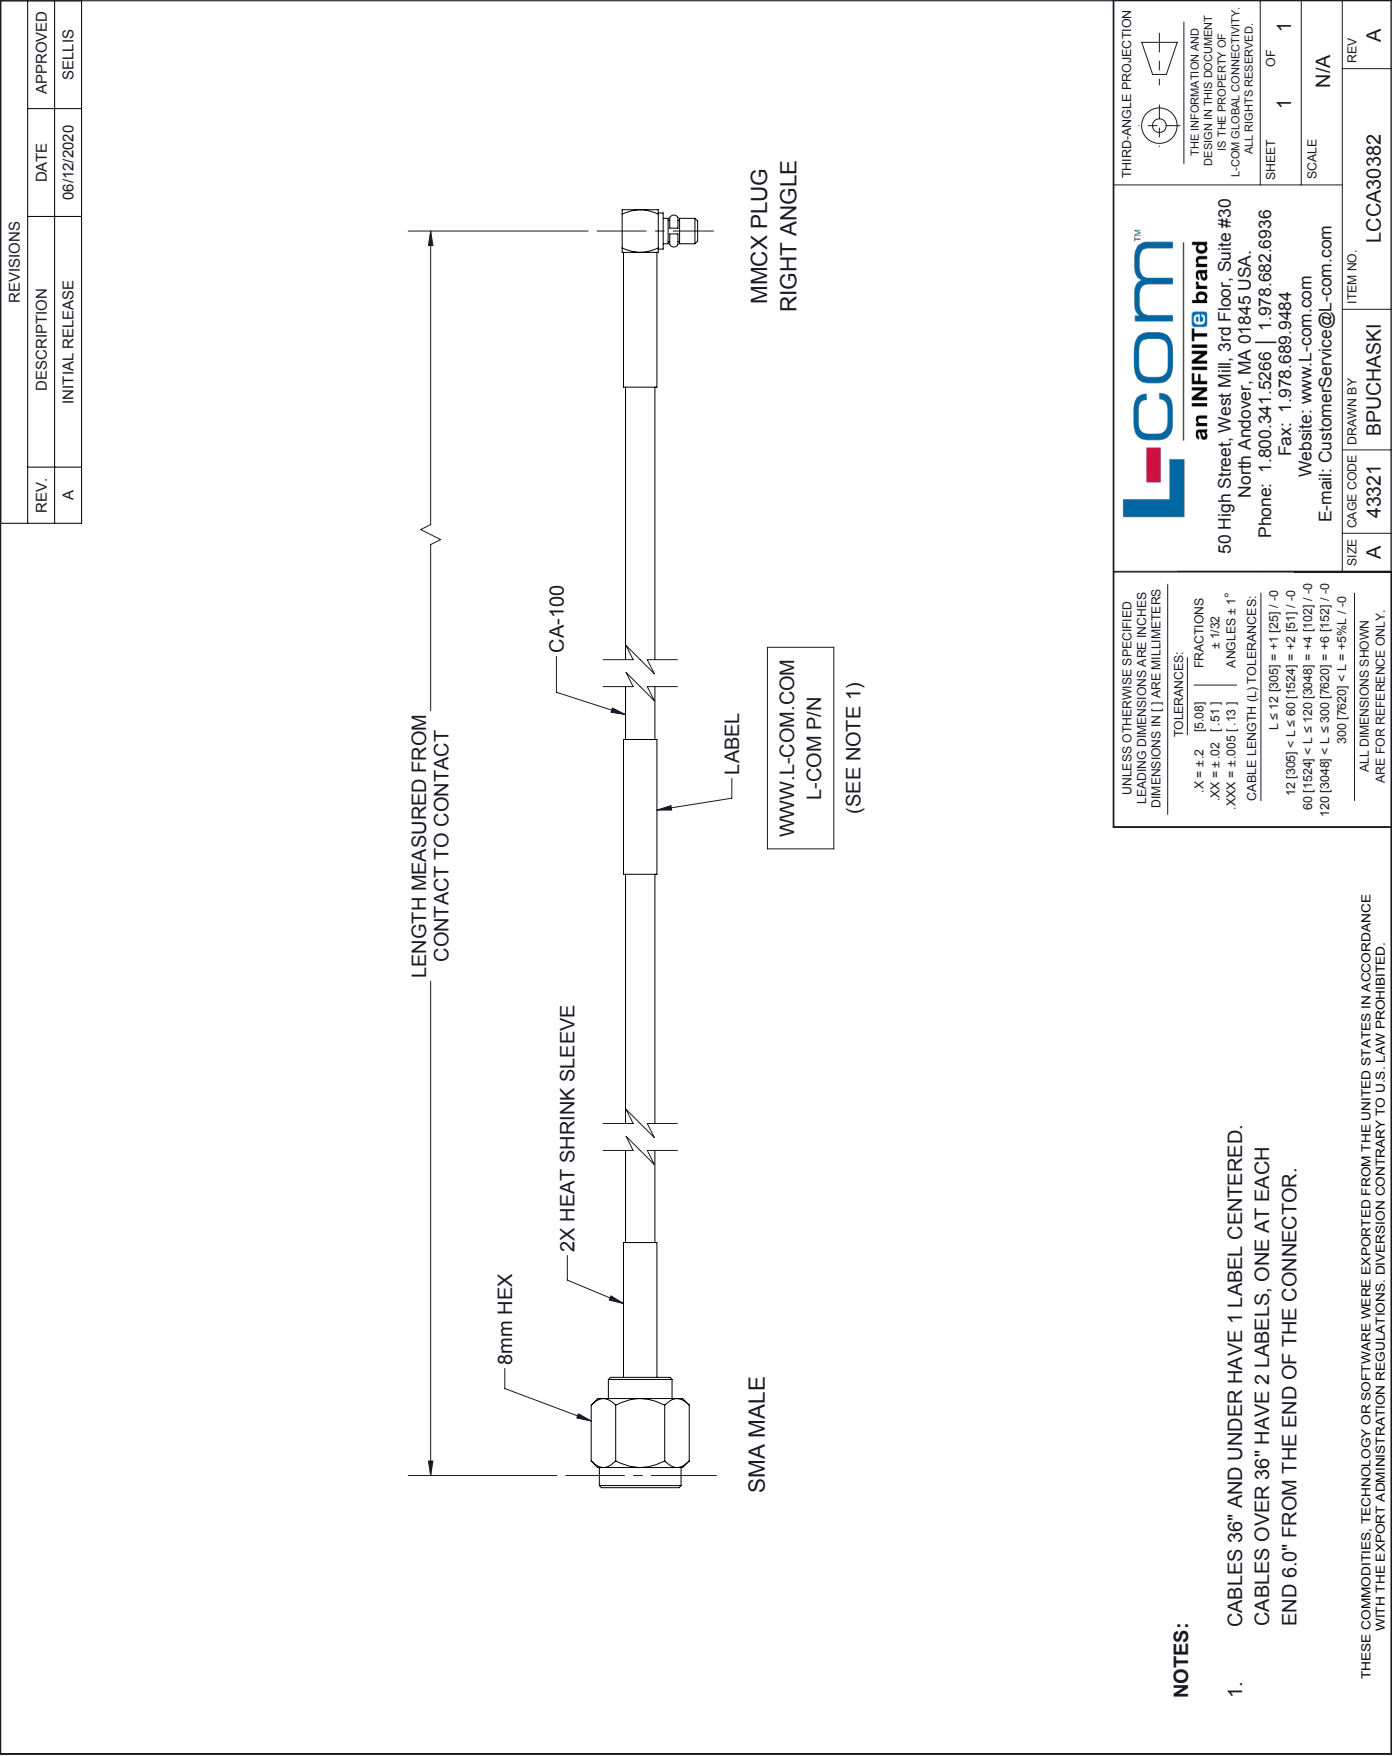 REVISIONS
REV. DESCRIPTION DATE APPROVED
A INITIAL RELEASE 06/12/2020 SELLIS
LENGTH MEASURED FROM
CONTACT TO CONTACT
8mm HEX
2X HEAT SHRINK SLEEVE
CA-100
LABEL
SMA MALE
MMCX PLUG
RIGHT ANGLE
WWW.L-COM.COM
L-COM P/N
(SEE NOTE 1)
NOTES:
1. CABLES 36" AND UNDER HAVE 1 LABEL CENTERED.
CABLES OVER 36" HAVE 2 LABELS, ONE AT EACH
END 6.0" FROM THE END OF THE CONNECTOR.
THESE COMMODITIES, TECHNOLOGY OR SOFTWARE WERE EXPORTED FROM THE UNITED STATES IN ACCORDANCE
WITH THE EXPORT ADMINISTRATION REGULATIONS. DIVERSION CONTRARY TO U.S. LAW PROHIBITED.
UNLESS OTHERWISE SPECIFIED
LEADING DIMENSIONS ARE INCHES
DIMENSIONS IN [ ] ARE MILLIMETERS
TOLERANCES:
.X = ±.2 [5.08] FRACTIONS
.XX = ±.02 [.51] ± 1/32
.XXX = ±.005 [.13] ANGLES ± 1°
CABLE LENGTH (L) TOLERANCES:
L ≤ 12 [305] = +1 [25] / -0
12 [305] < L ≤ 60 [1524] = +2 [51] / -0
60 [1524] < L ≤ 120 [3048] = +4 [102] / -0
120 [3048] < L ≤ 300 [7620] = +6 [152] / -0
300 [7620] < L = +5%L / -0
ALL DIMENSIONS SHOWN
ARE FOR REFERENCE ONLY.
L-com™
an INFINITe brand
50 High Street, West Mill, 3rd Floor, Suite #30
North Andover, MA 01845 USA.
Phone: 1.800.341.5266 | 1.978.682.6936
Fax: 1.978.689.9484
Website: www.L-com.com
E-mail: CustomerService@L-com.com
THIRD-ANGLE PROJECTION
THE INFORMATION AND
DESIGN IN THIS DOCUMENT
IS THE PROPERTY OF
L-COM GLOBAL CONNECTIVITY.
ALL RIGHTS RESERVED.
SHEET 1 OF 1
SCALE N/A
SIZE A
CAGE CODE 43321
DRAWN BY BPUCHASKI
ITEM NO. LCCA30382
REV A